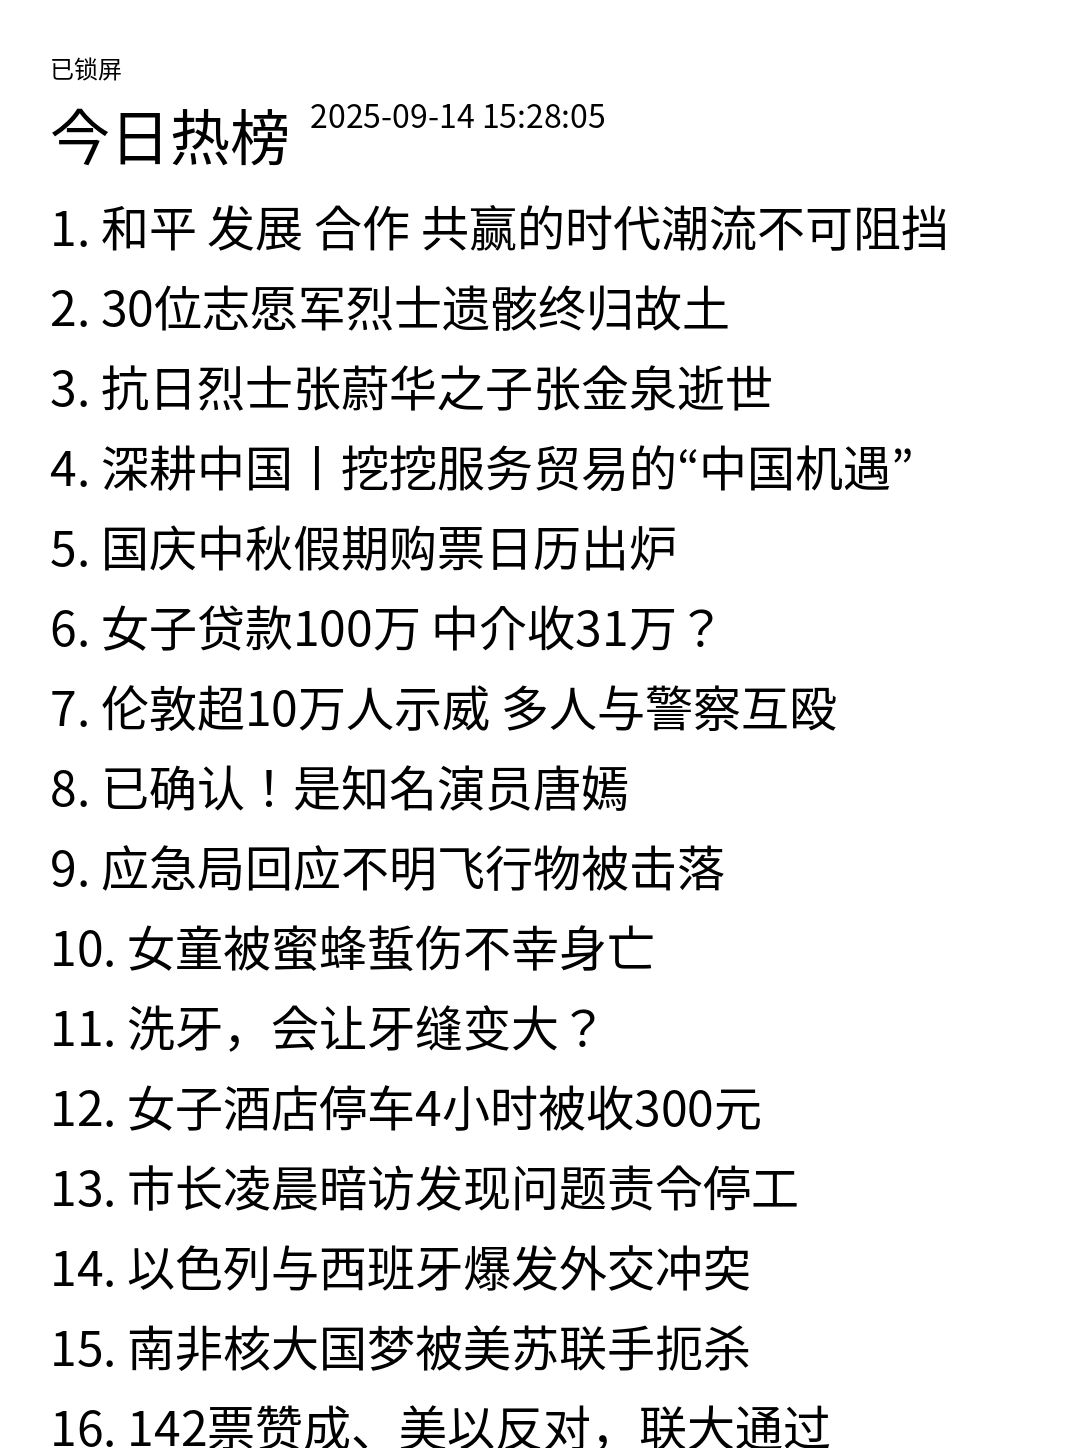 已锁屏
今日热榜 2025-09-14 15:28:05
1. 和平 发展 合作 共赢的时代潮流不可阻挡
2. 30位志愿军烈士遗骸终归故土
3. 抗日烈士张蔚华之子张金泉逝世
4. 深耕中国丨挖挖服务贸易的“中国机遇”
5. 国庆中秋假期购票日历出炉
6. 女子贷款100万 中介收31万？
7. 伦敦超10万人示威 多人与警察互殴
8. 已确认！是知名演员唐嫣
9. 应急局回应不明飞行物被击落
10. 女童被蜜蜂蜇伤不幸身亡
11. 洗牙，会让牙缝变大？
12. 女子酒店停车4小时被收300元
13. 市长凌晨暗访发现问题责令停工
14. 以色列与西班牙爆发外交冲突
15. 南非核大国梦被美苏联手扼杀
16. 142票赞成、美以反对，联大通过